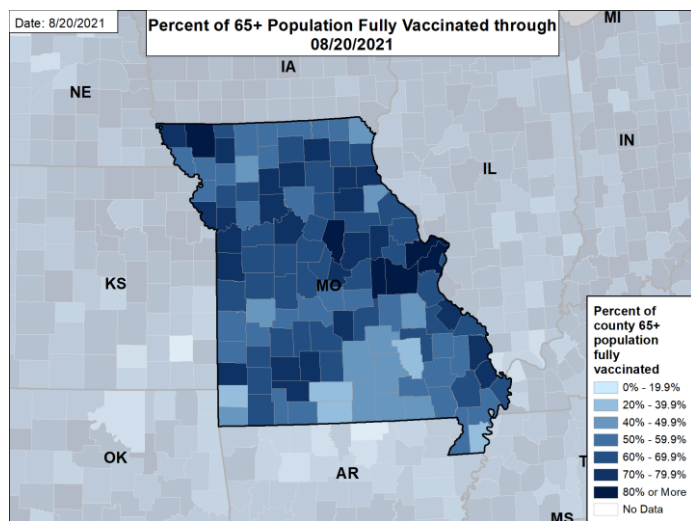 Date: 8/20/2021
Percent of 65+ Population Fully Vaccinated through
08/20/2021
MI
IA
NE
IN
IL
KS
MO
Percent of
county 65+
population
fully
vaccinated
0% - 19.9%
20% - 39.9%
40% - 49.9%
50% - 59.9%
60% - 69.9%
70% - 79.9%
80% or More
No Data
OK
AR
T
MS